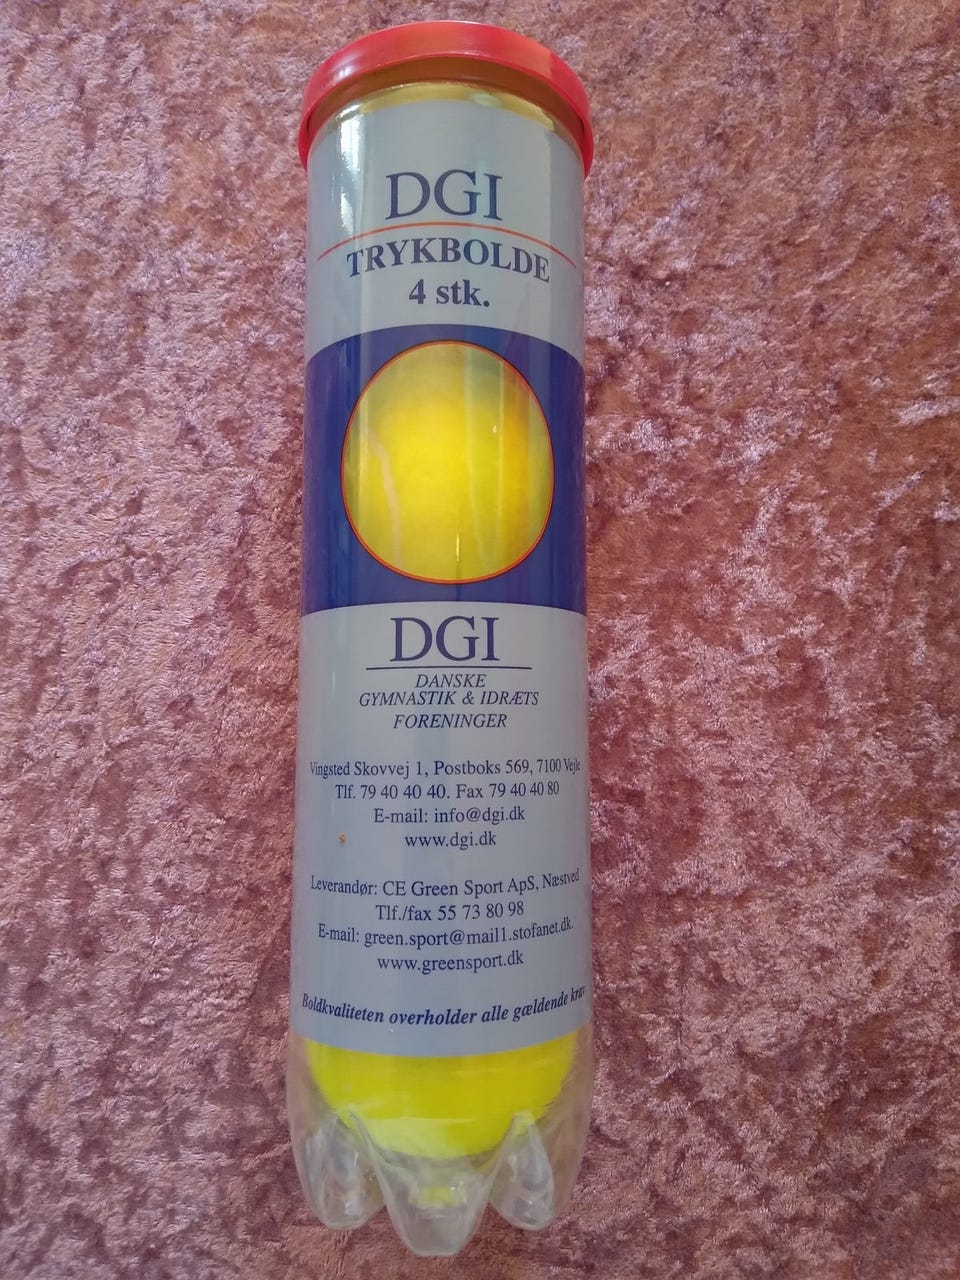 DGI
TRYKBOLDE
4 stk.
DGI
DANSKE
GYMNASTIK & IDRÆTS
FORENINGER
Vingsted Skovvej 1, Postboks 569, 7100 Vejle
Tlf. 79 40 40 40. Fax 79 40 40 80
E-mail: info@dgi.dk
www.dgi.dk
Leverandør: CE Green Sport ApS, Næstved
Tlf./fax 55 73 80 98
E-mail: green.sport@mail1.stofanet.dk.
www.greensport.dk
Boldkvaliteten overholder alle gældende krav